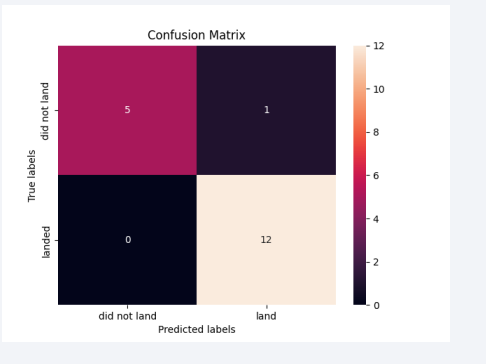 Confusion Matrix
True labels
did not land
5
1
landed
0
12
did not land
land
Predicted labels
12
10
8
6
4
2
0